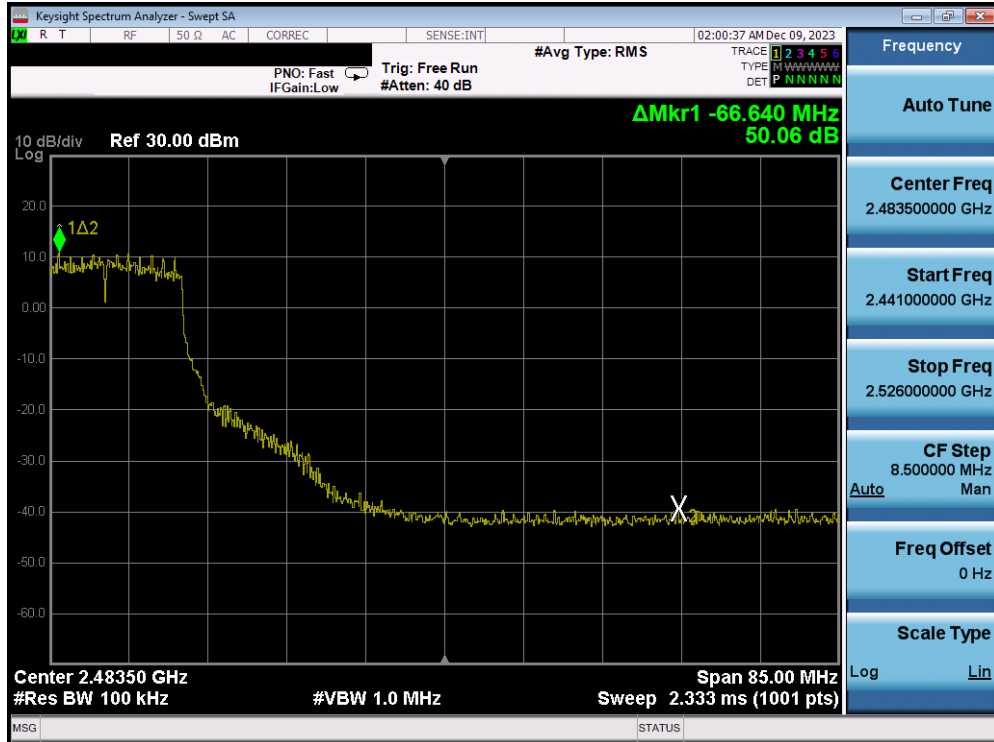 Keysight Spectrum Analyzer - Swept SA
LXI R T RF 50 Ω AC CORREC SENSE:INT 02:00:37 AM Dec 09, 2023
#Avg Type: RMS TRACE 1 2 3 4 5 6
PNO: Fast Trig: Free Run TYPE M WWWWW
IFGain:Low #Atten: 40 dB DET P N N N N N
ΔMkr1 -66.640 MHz
50.06 dB
10 dB/div Ref 30.00 dBm
Log
20.0
1Δ2
10.0
0.00
-10.0
-20.0
-30.0
-40.0
X2
-50.0
-60.0
Center 2.48350 GHz Span 85.00 MHz
#Res BW 100 kHz #VBW 1.0 MHz Sweep 2.333 ms (1001 pts)
MSG STATUS
Frequency
Auto Tune
Center Freq
2.483500000 GHz
Start Freq
2.441000000 GHz
Stop Freq
2.526000000 GHz
CF Step
8.500000 MHz
Auto Man
Freq Offset
0 Hz
Scale Type
Log Lin